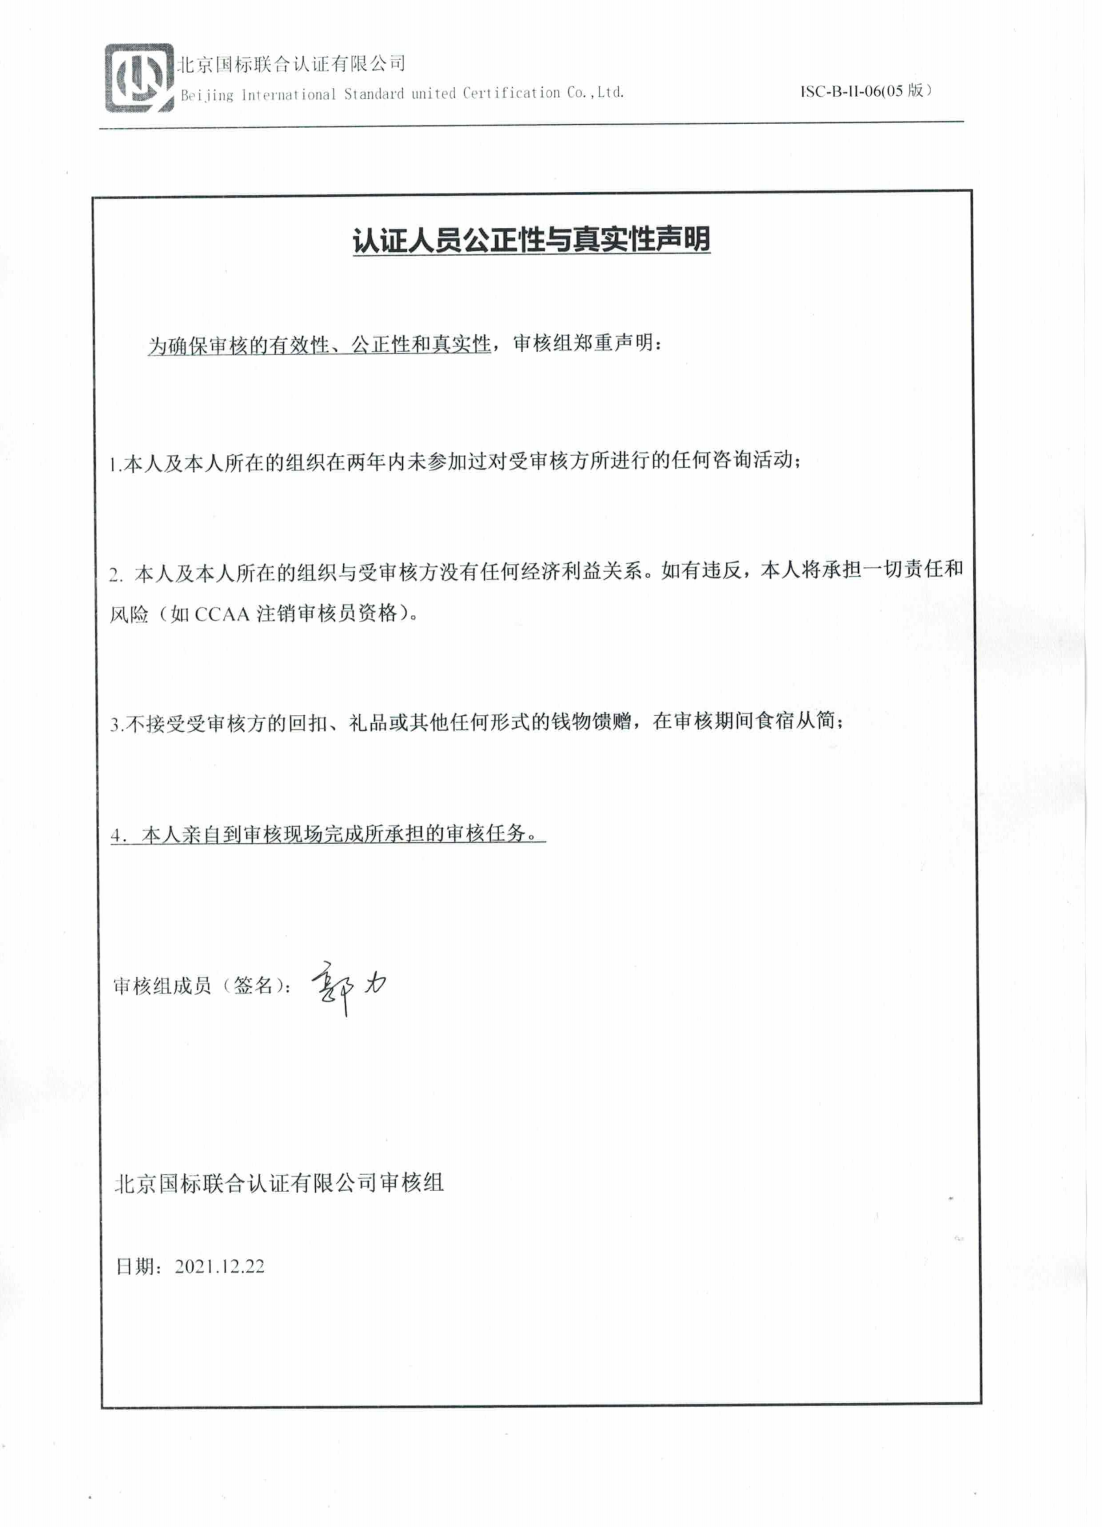 北京国标联合认证有限公司
Beijing International Standard united Certification Co.,Ltd.
ISC-B-II-06(05 版）
认证人员公正性与真实性声明
为确保审核的有效性、公正性和真实性，审核组郑重声明：
1.本人及本人所在的组织在两年内未参加过对受审核方所进行的任何咨询活动；
2. 本人及本人所在的组织与受审核方没有任何经济利益关系。如有违反，本人将承担一切责任和
风险（如 CCAA 注销审核员资格）。
3.不接受受审核方的回扣、礼品或其他任何形式的钱物馈赠，在审核期间食宿从简；
4. 本人亲自到审核现场完成所承担的审核任务。
审核组成员（签名）： 郭力
北京国标联合认证有限公司审核组
日期：2021.12.22